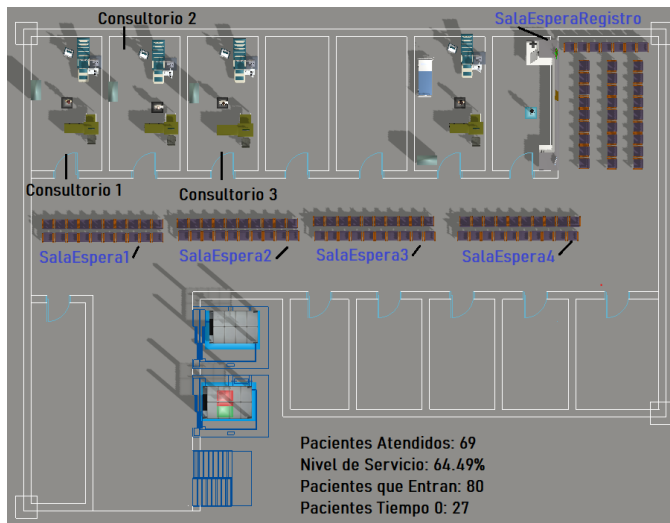 Consultorio 2
SalaEsperaRegistro
Consultorio 1
Consultorio 3
SalaEspera1
SalaEspera2
SalaEspera3
SalaEspera4
Pacientes Atendidos: 69
Nivel de Servicio: 64.49%
Pacientes que Entran: 80
Pacientes Tiempo 0: 27